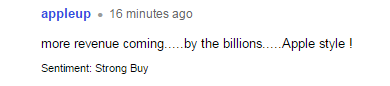 appleup • 16 minutes ago
more revenue coming.....by the billions.....Apple style !
Sentiment: Strong Buy